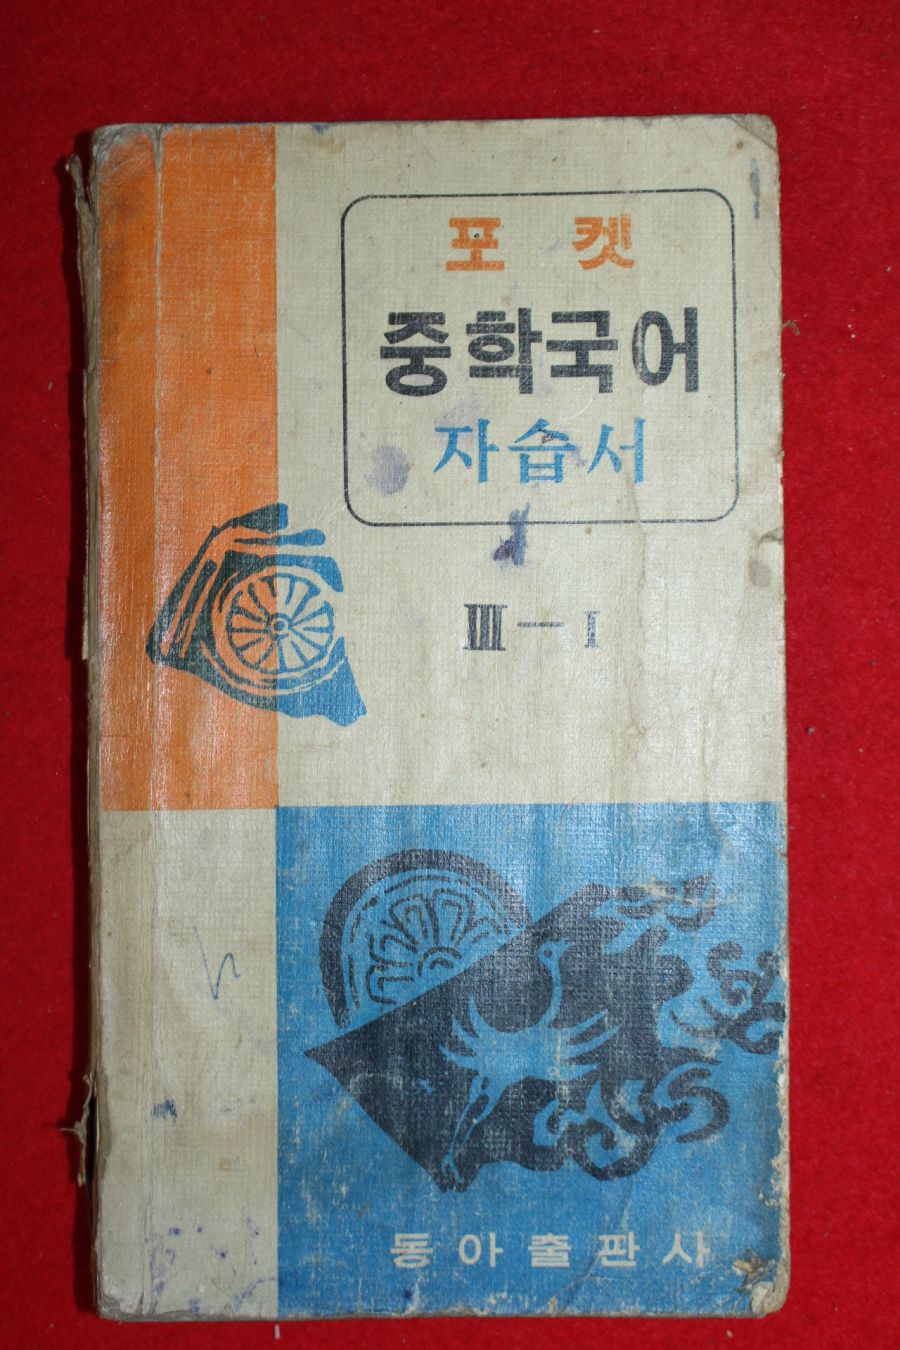 포 켓
중학국어
자습서
III－I
동아출판사